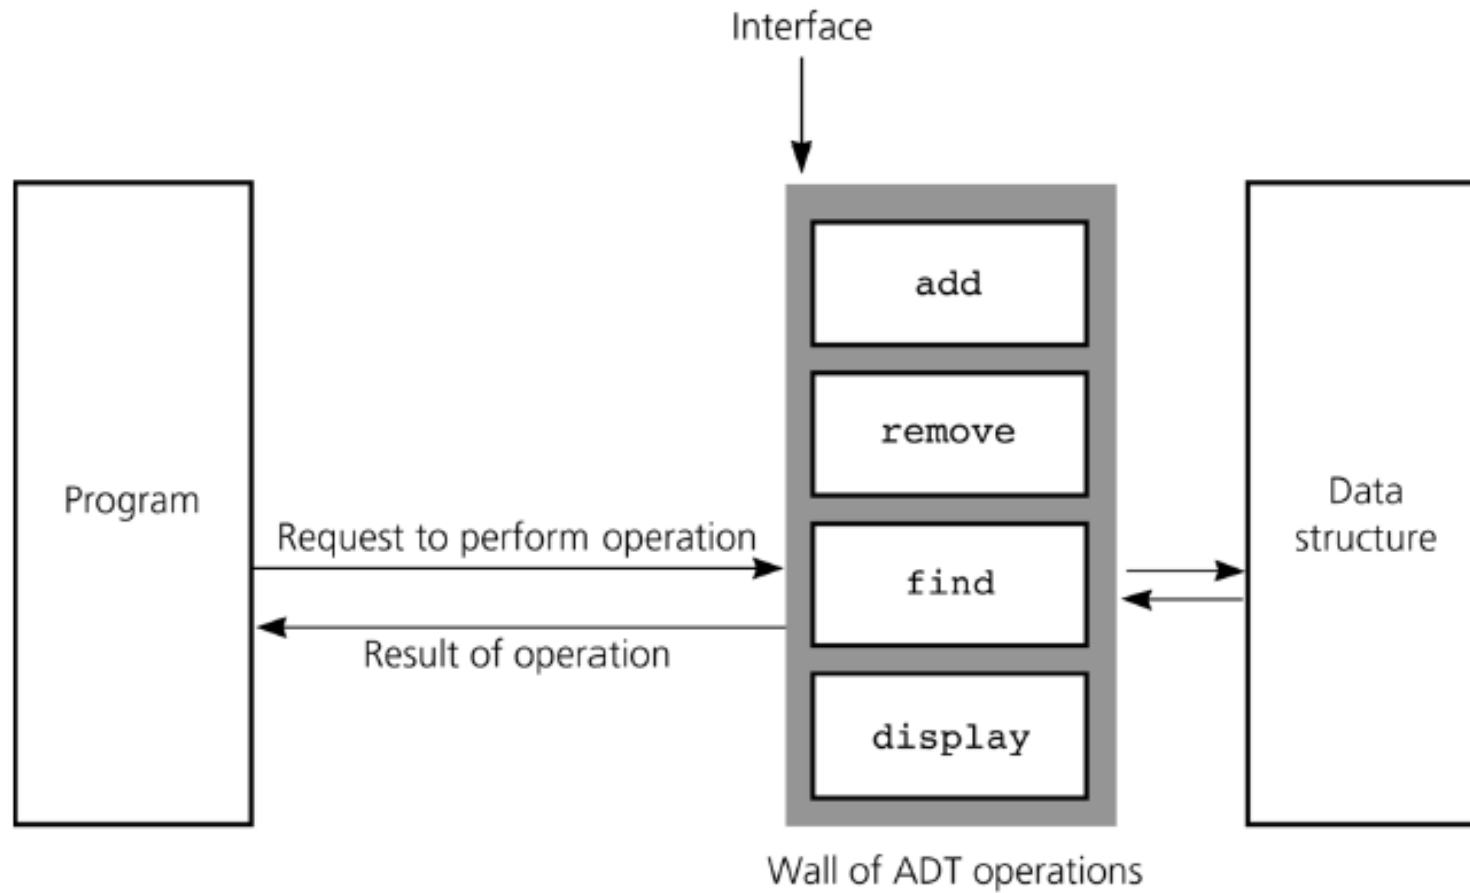 Interface
add
remove
Program
Data
structure
Request to perform operation
find
Result of operation
display
Wall of ADT operations